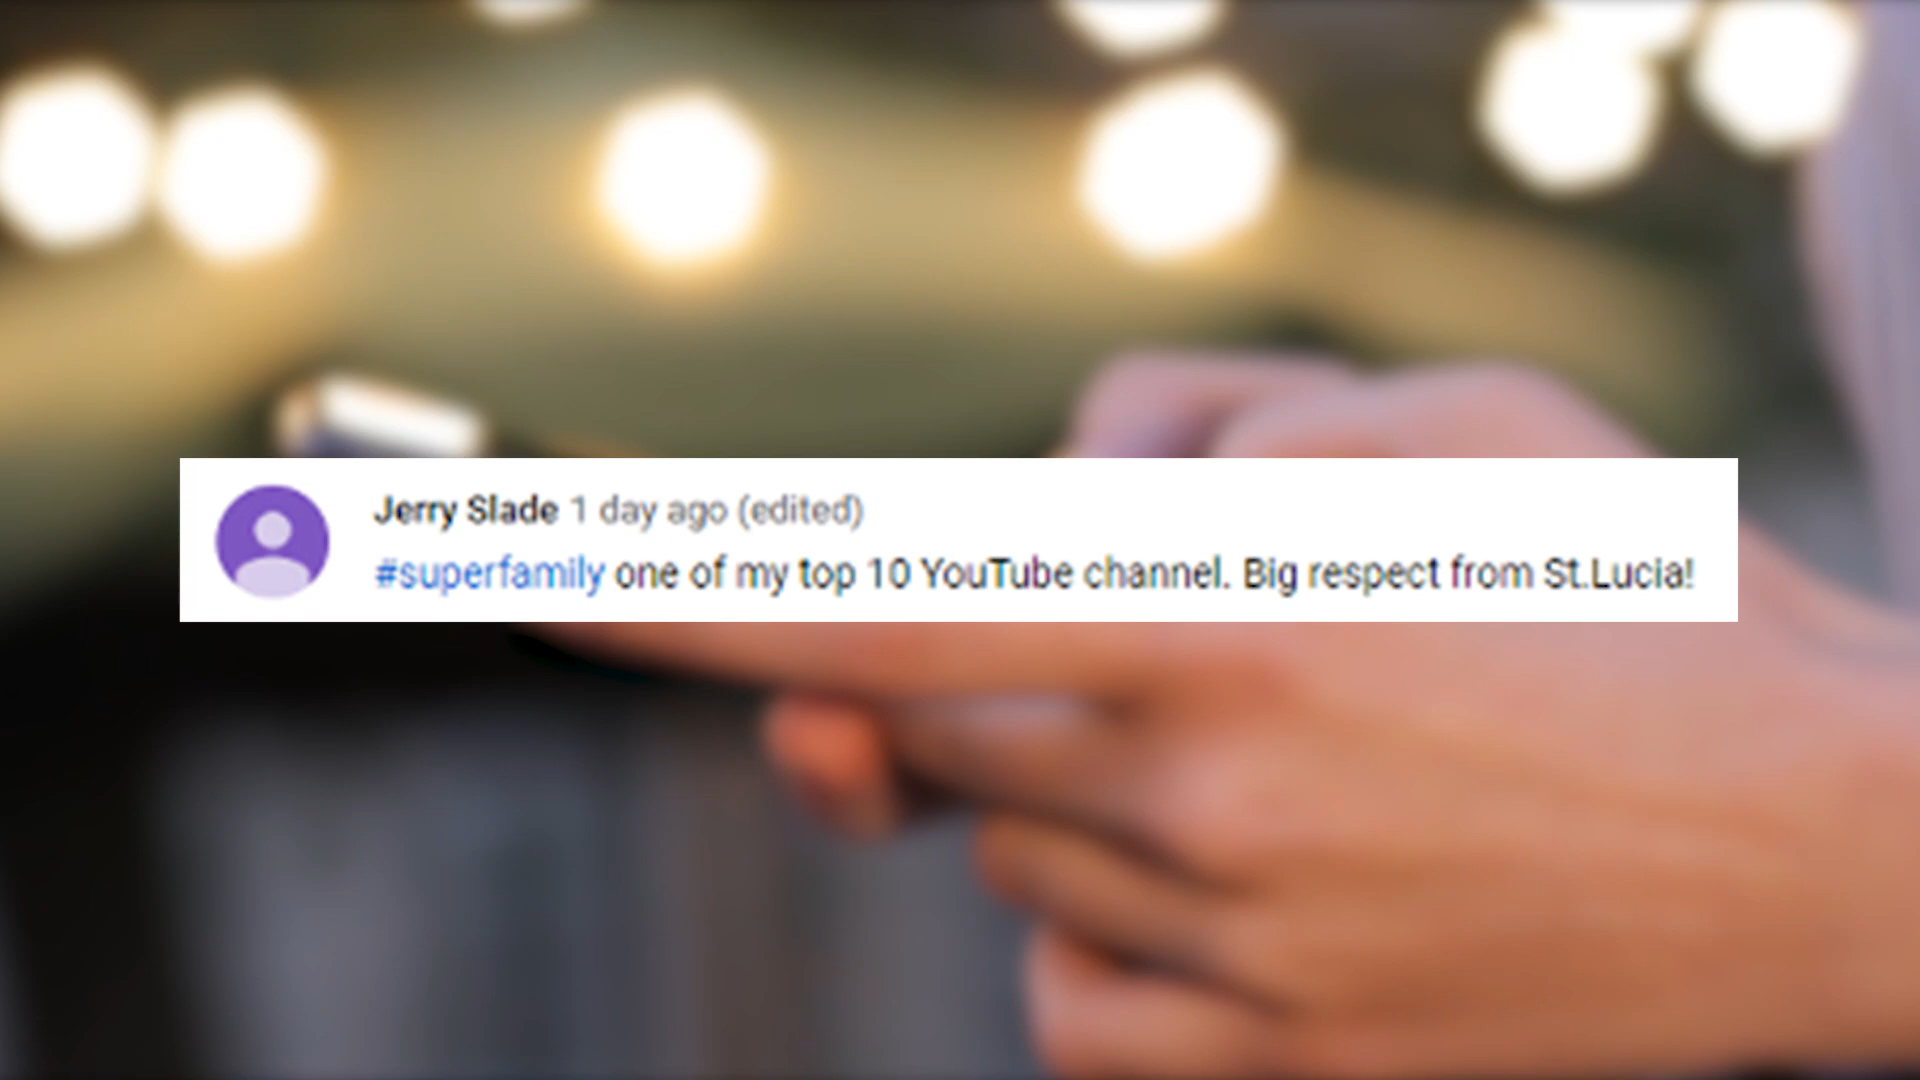 Jerry Slade 1 day ago (edited)
#superfamily one of my top 10 YouTube channel. Big respect from St.Lucia!